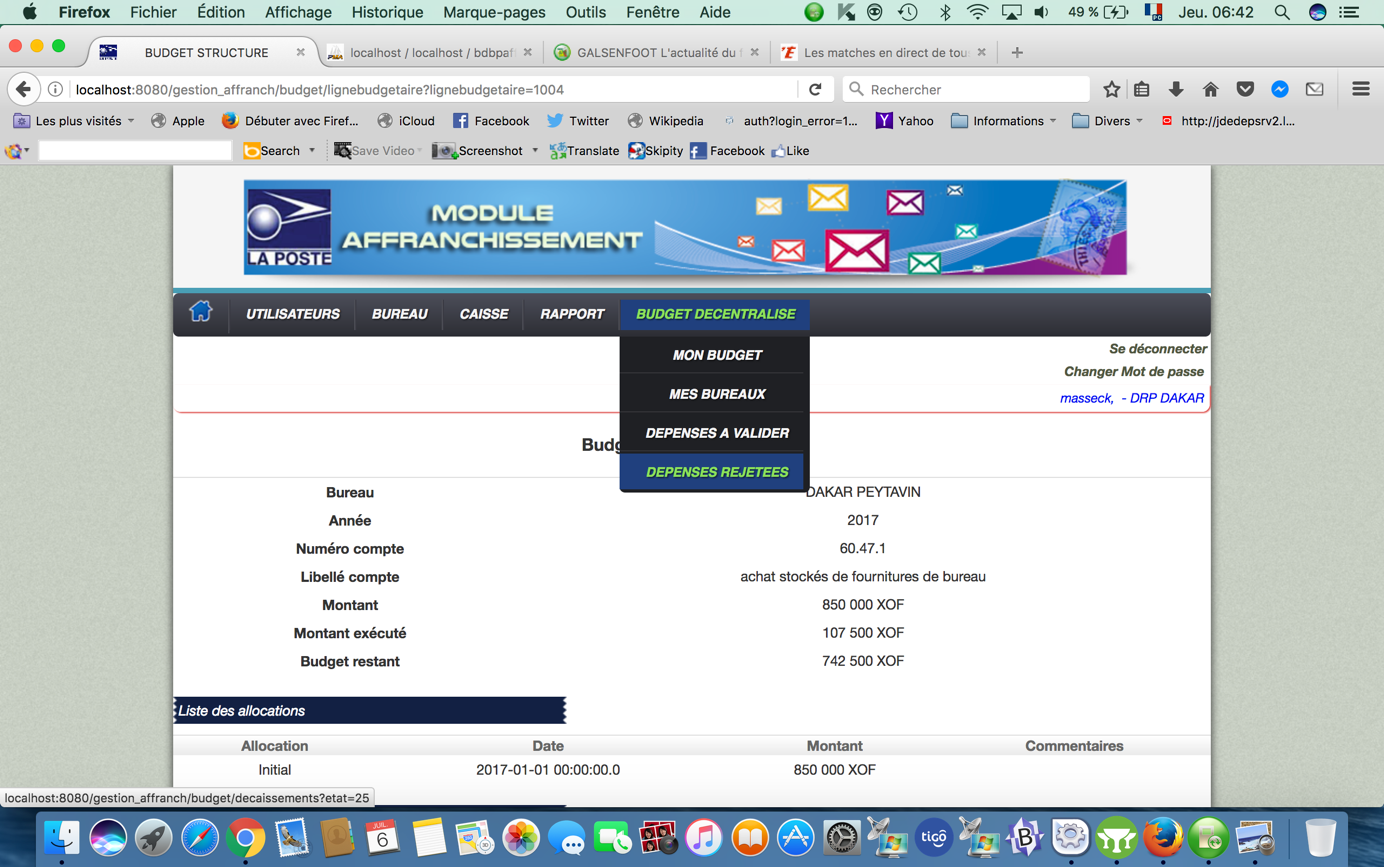 Firefox Fichier Édition Affichage Historique Marque-pages Outils Fenêtre Aide 49 % Jeu. 06:42
BUDGET STRUCTURE
localhost / localhost / bdbpaf
GALSENFOOT L'actualité du f
Les matches en direct de tou
localhost:8080/gestion_affranch/budget/lignebudgetaire?lignebudgetaire=1004
Rechercher
Les plus visités Apple Débuter avec Firef... iCloud Facebook Twitter Wikipedia auth?login_error=1... Yahoo Informations Divers http://jdedepsrv2.l...
Search Save Video Screenshot Translate Skipity Facebook Like
LA POSTE
MODULE
AFFRANCHISSEMENT
THIES
UTILISATEURS BUREAU CAISSE RAPPORT BUDGET DECENTRALISE
MON BUDGET
MES BUREAUX
DEPENSES A VALIDER
DEPENSES REJETEES
Se déconnecter
Changer Mot de passe
masseck, - DRP DAKAR
Budg
Bureau DAKAR PEYTAVIN
Année 2017
Numéro compte 60.47.1
Libellé compte achat stockés de fournitures de bureau
Montant 850 000 XOF
Montant exécuté 107 500 XOF
Budget restant 742 500 XOF
Liste des allocations
Allocation Date Montant Commentaires
Initial 2017-01-01 00:00:00.0 850 000 XOF
localhost:8080/gestion_affranch/budget/decaissements?etat=25
JUIL.
6
3D
tigo
B